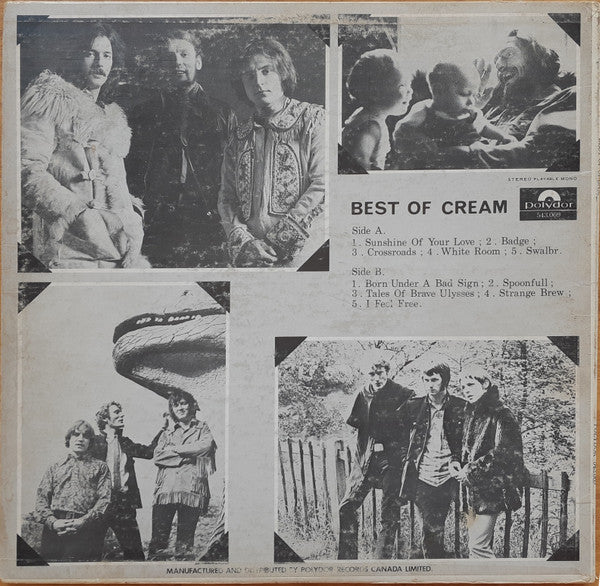 STEREO PLAYABLE MONO
BEST OF CREAM
Polydor
543.069
Side A.
1 . Sunshine Of Your Love ; 2 . Badge ;
3 . Crossroads ; 4 . White Room ; 5 . Swalbr.
Side B.
1 . Born Under A Bad Sign ; 2 . Spoonfull ;
3 . Tales Of Brave Ulysses ; 4 . Strange Brew ;
5 . I Feel Free.
MANUFACTURED AND DISTRIBUTED BY POLYDOR RECORDS CANADA LIMITED.